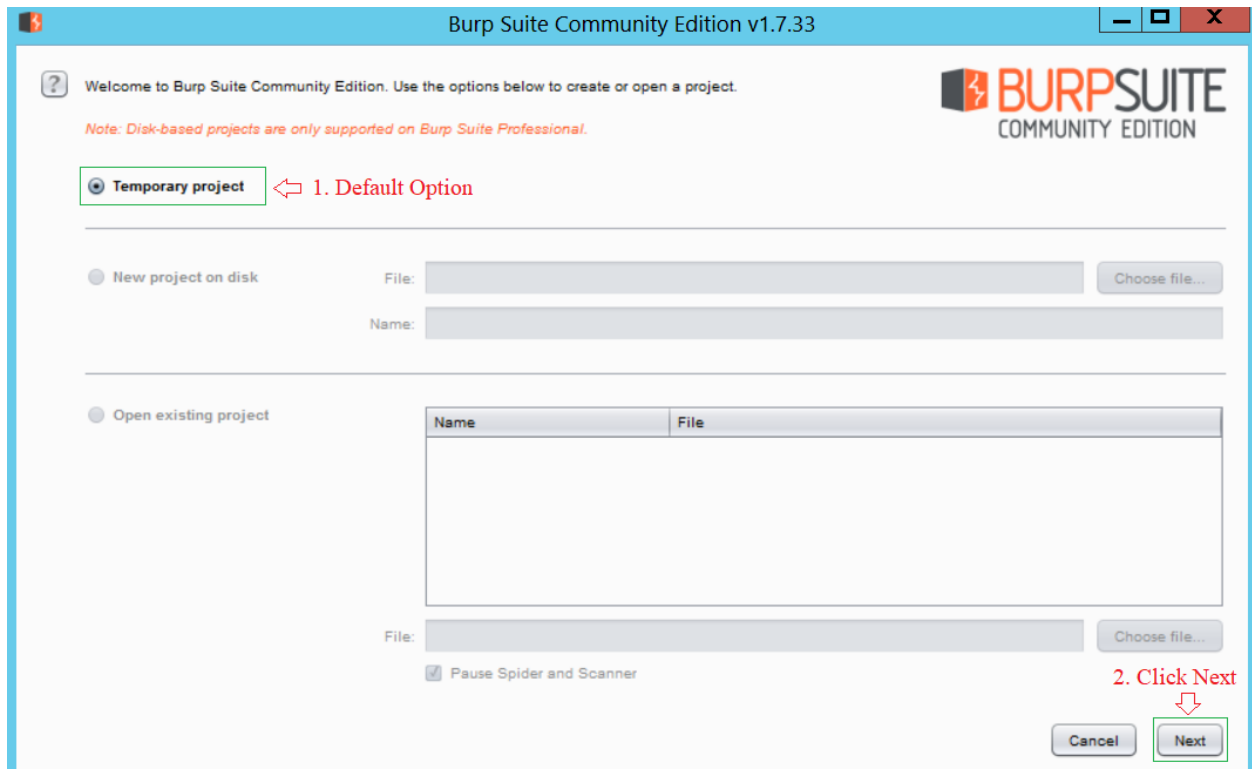 Burp Suite Community Edition v1.7.33
X
?
Welcome to Burp Suite Community Edition. Use the options below to create or open a project.
BURPSUITE
COMMUNITY EDITION
Note: Disk-based projects are only supported on Burp Suite Professional.
Temporary project
1. Default Option
New project on disk
File:
Choose file...
Name:
Open existing project
Name File
File:
Choose file...
Pause Spider and Scanner
2. Click Next
Cancel
Next